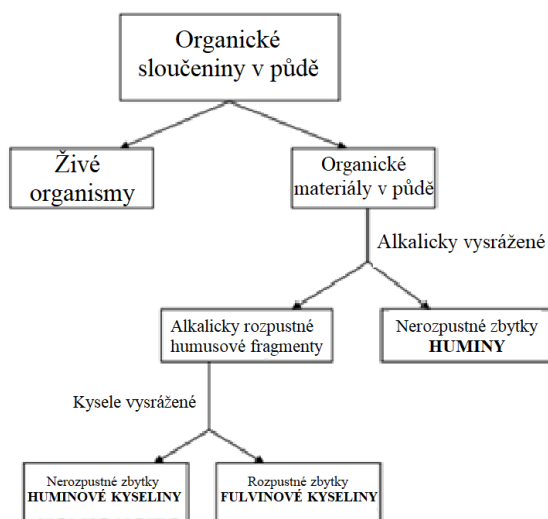 Organické
sloučeniny v půdě
Živé
organismy
Organické
materiály v půdě
Alkalicky vysrážené
Alkalicky rozpustné
humusové fragmenty
Nerozpustné zbytky
HUMINY
Kysele vysrážené
Nerozpustné zbytky
HUMINOVÉ KYSELINY
Rozpustné zbytky
FULVINOVÉ KYSELINY